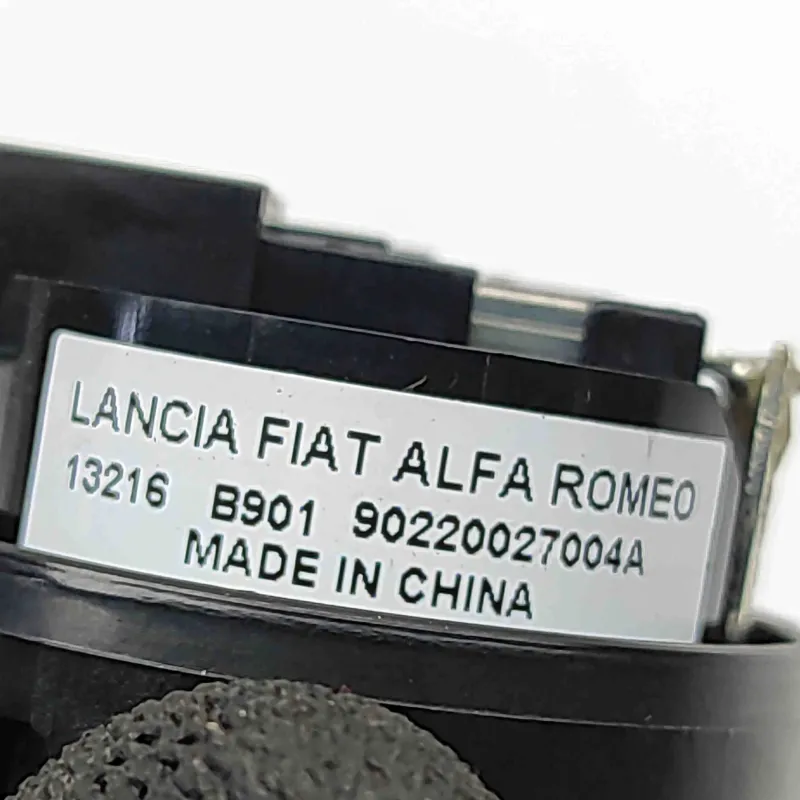 LANCIA FIAT ALFA ROMEO
13216 B901 90220027004A
MADE IN CHINA